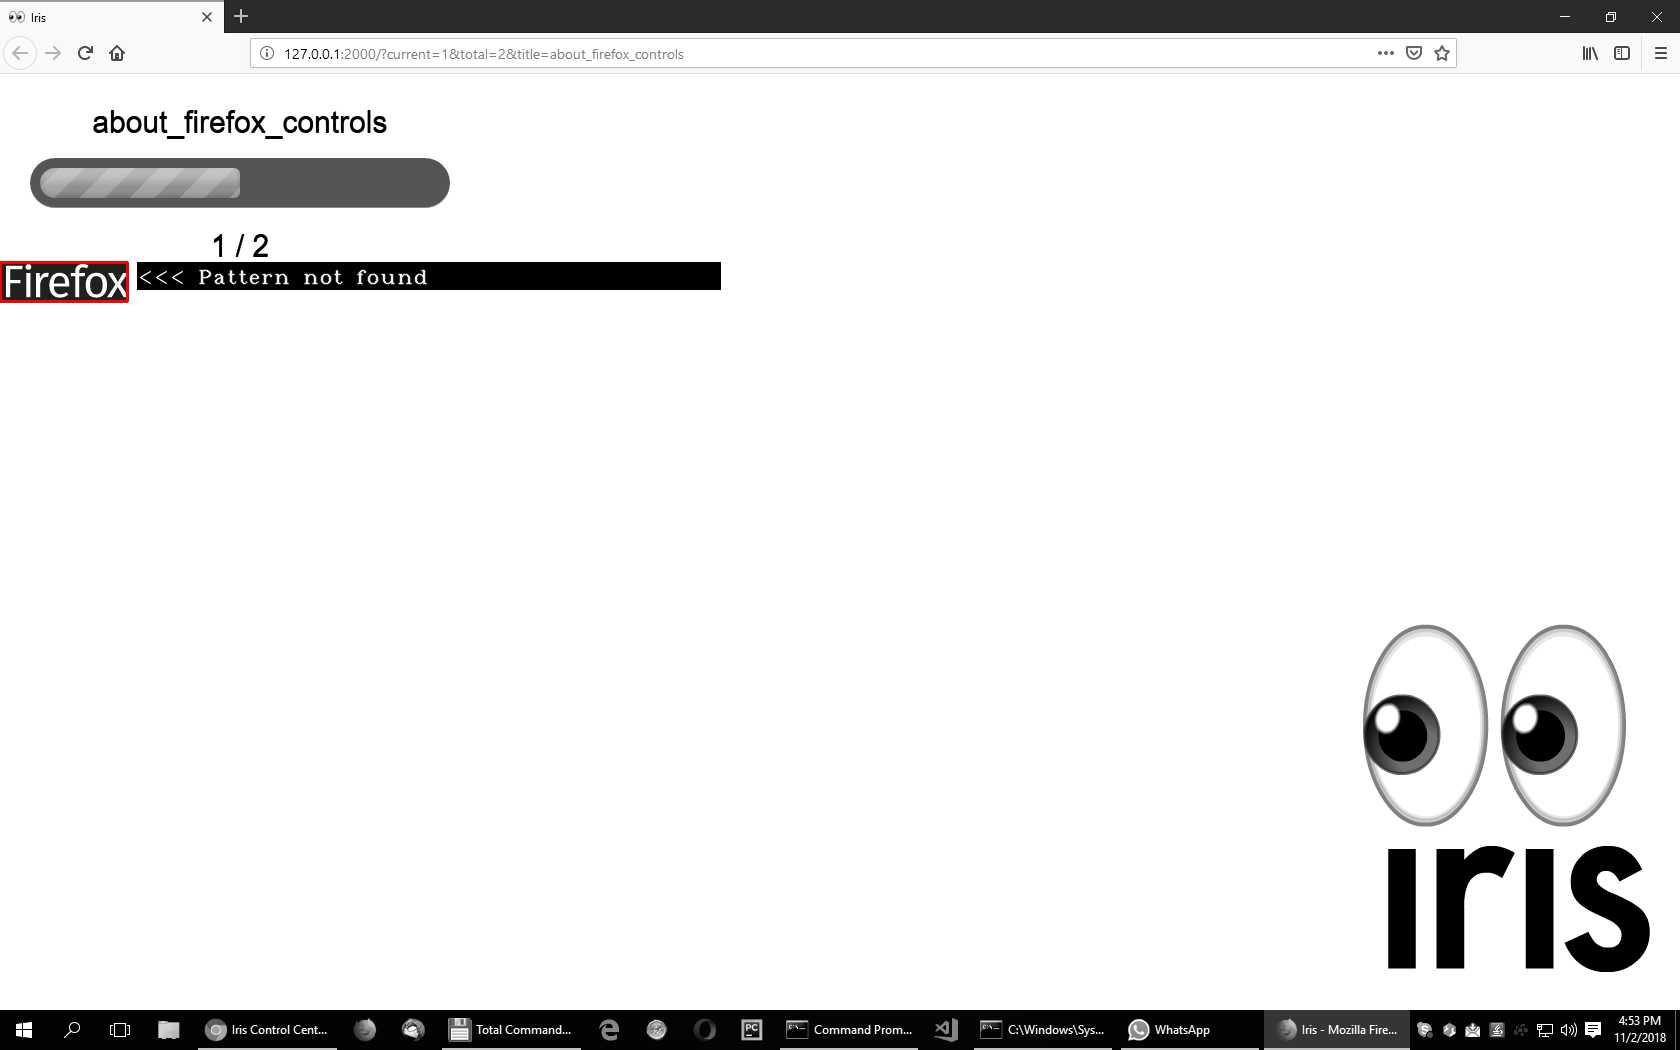 Iris
127.0.0.1:2000/?current=1&total=2&title=about_firefox_controls
about_firefox_controls
1 / 2
Firefox <<< Pattern not found
iris
Iris Control Cent... Total Command... PC Command Prom... C:\Windows\Sys... WhatsApp Iris - Mozilla Fire... 4:53 PM
11/2/2018